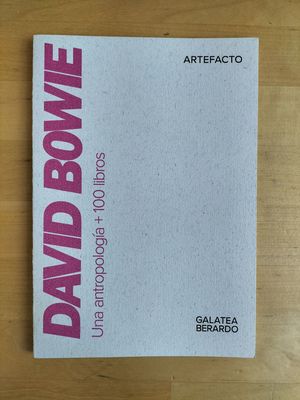 ARTEFACTO
DAVID BOWIE
Una antropología + 100 libros
GALATEA
BERARDO